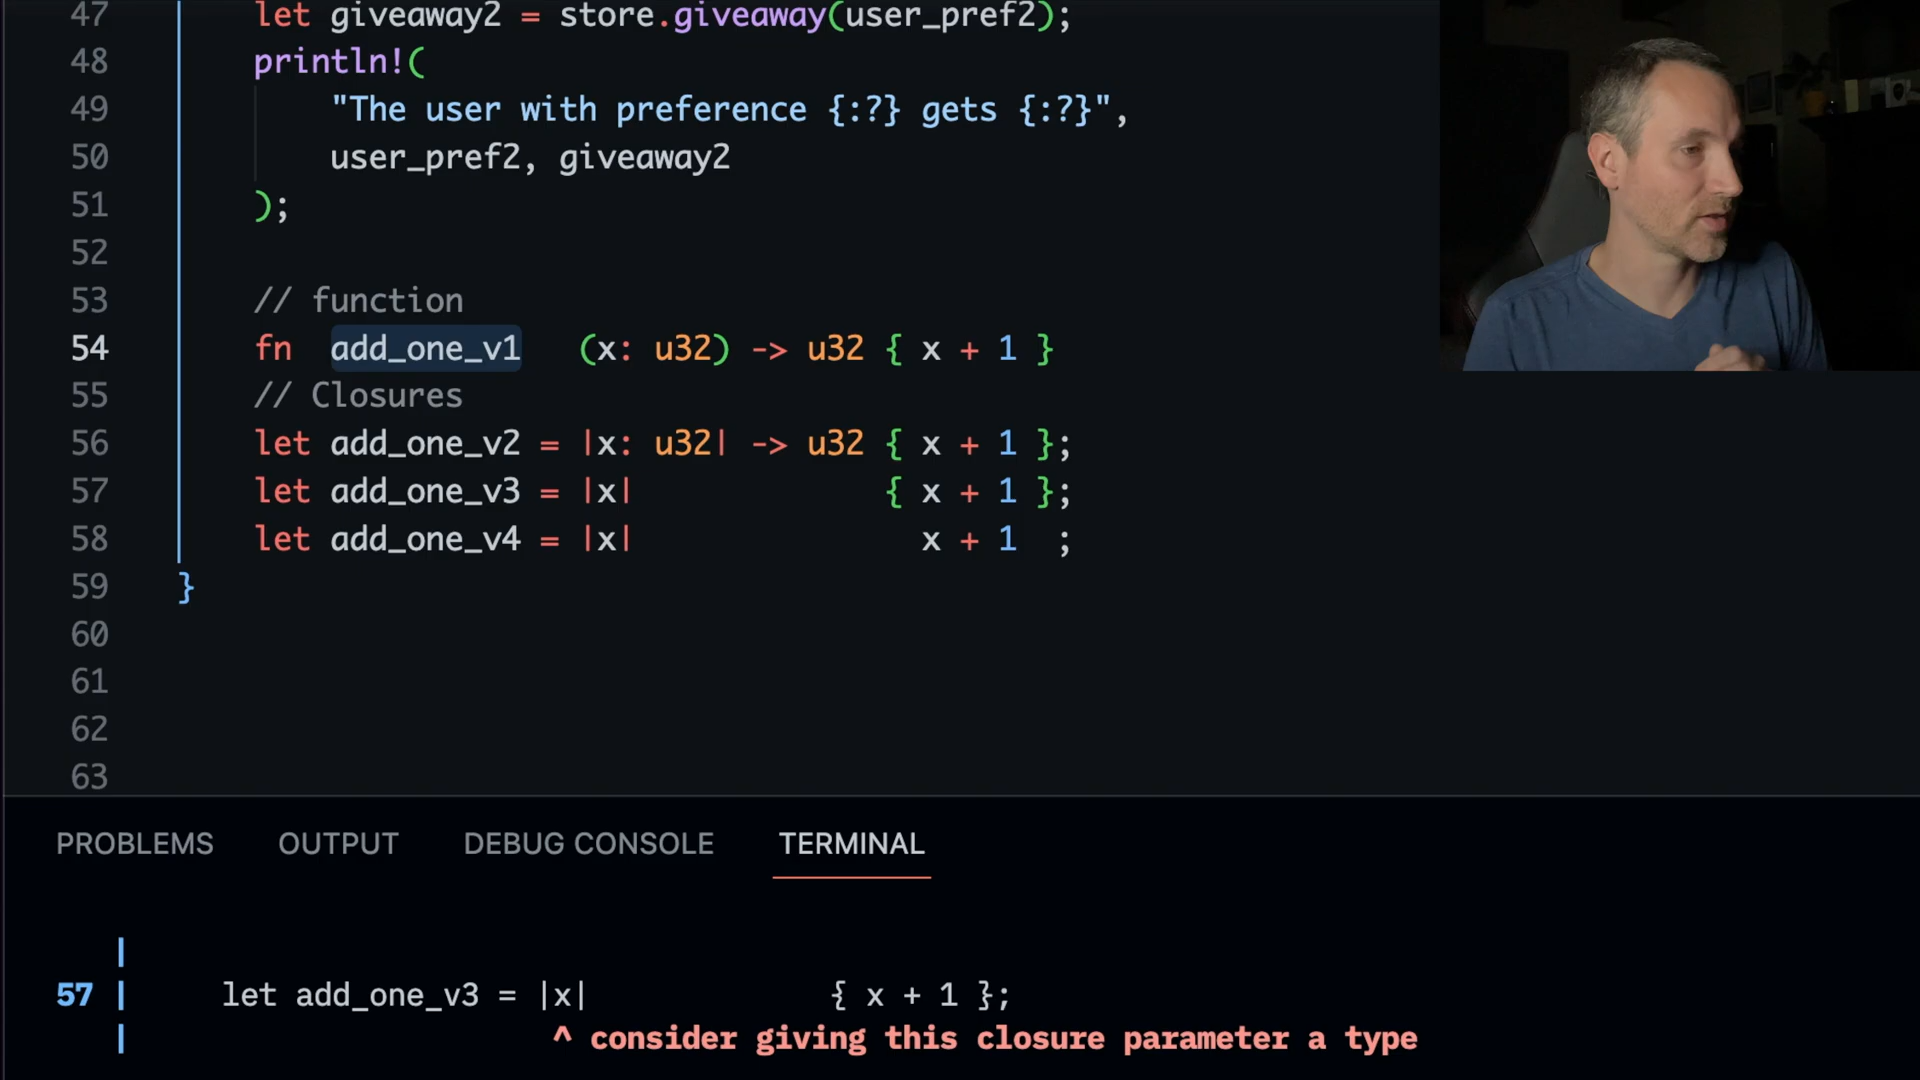 47 let giveaway2 = store.giveaway(user_pref2);
48 println!(
49 "The user with preference {:?} gets {:?}",
50 user_pref2, giveaway2
51 );
52
53 // function
54 fn  add_one_v1   (x: u32) -> u32 { x + 1 }
55 // Closures
56 let add_one_v2 = |x: u32| -> u32 { x + 1 };
57 let add_one_v3 = |x|             { x + 1 };
58 let add_one_v4 = |x|               x + 1  ;
59 }
60
61
62
63
PROBLEMS OUTPUT DEBUG CONSOLE TERMINAL
|
57 | let add_one_v3 = |x|             { x + 1 };
| ^ consider giving this closure parameter a type